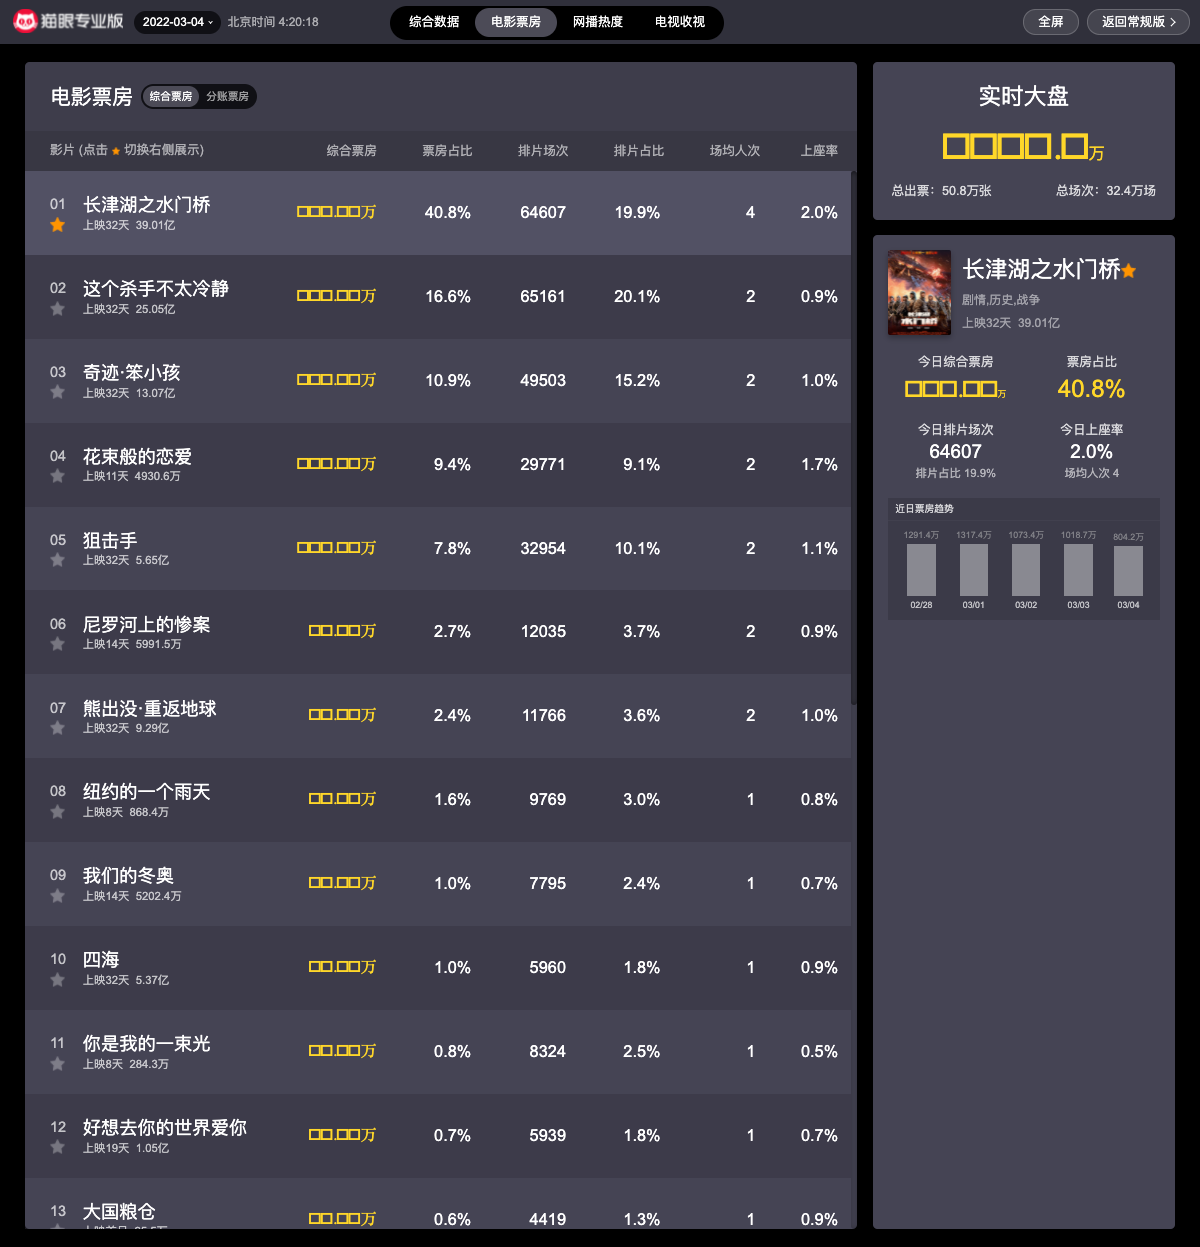 猫眼专业版 2022-03-04 北京时间 4:20:18 综合数据 电影票房 网播热度 电视收视 全屏 返回常规版
电影票房 综合票房 分账票房
影片 (点击 ★ 切换右侧展示) 综合票房 票房占比 排片场次 排片占比 场均人次 上座率
01 长津湖之水门桥 □□□.□□万 40.8% 64607 19.9% 4 2.0%
上映32天 39.01亿
02 这个杀手不太冷静 □□□.□□万 16.6% 65161 20.1% 2 0.9%
上映32天 25.05亿
03 奇迹·笨小孩 □□□.□□万 10.9% 49503 15.2% 2 1.0%
上映32天 13.07亿
04 花束般的恋爱 □□□.□□万 9.4% 29771 9.1% 2 1.7%
上映11天 4930.6万
05 狙击手 □□□.□□万 7.8% 32954 10.1% 2 1.1%
上映32天 5.65亿
06 尼罗河上的惨案 □□.□□万 2.7% 12035 3.7% 2 0.9%
上映14天 5991.5万
07 熊出没·重返地球 □□.□□万 2.4% 11766 3.6% 2 1.0%
上映32天 9.29亿
08 纽约的一个雨天 □□.□□万 1.6% 9769 3.0% 1 0.8%
上映8天 868.4万
09 我们的冬奥 □□.□□万 1.0% 7795 2.4% 1 0.7%
上映14天 5202.4万
10 四海 □□.□□万 1.0% 5960 1.8% 1 0.9%
上映32天 5.37亿
11 你是我的一束光 □□.□□万 0.8% 8324 2.5% 1 0.5%
上映8天 284.3万
12 好想去你的世界爱你 □□.□□万 0.7% 5939 1.8% 1 0.7%
上映19天 1.05亿
13 大国粮仓 □□.□□万 0.6% 4419 1.3% 1 0.9%
实时大盘
□□□□.□万
总出票：50.8万张 总场次：32.4万场
长津湖之水门桥
剧情,历史,战争
上映32天 39.01亿
今日综合票房 票房占比
□□□.□□万 40.8%
今日排片场次 今日上座率
64607 2.0%
排片占比 19.9% 场均人次 4
近日票房趋势
1291.4万 1317.4万 1073.4万 1018.7万 804.2万
02/28 03/01 03/02 03/03 03/04